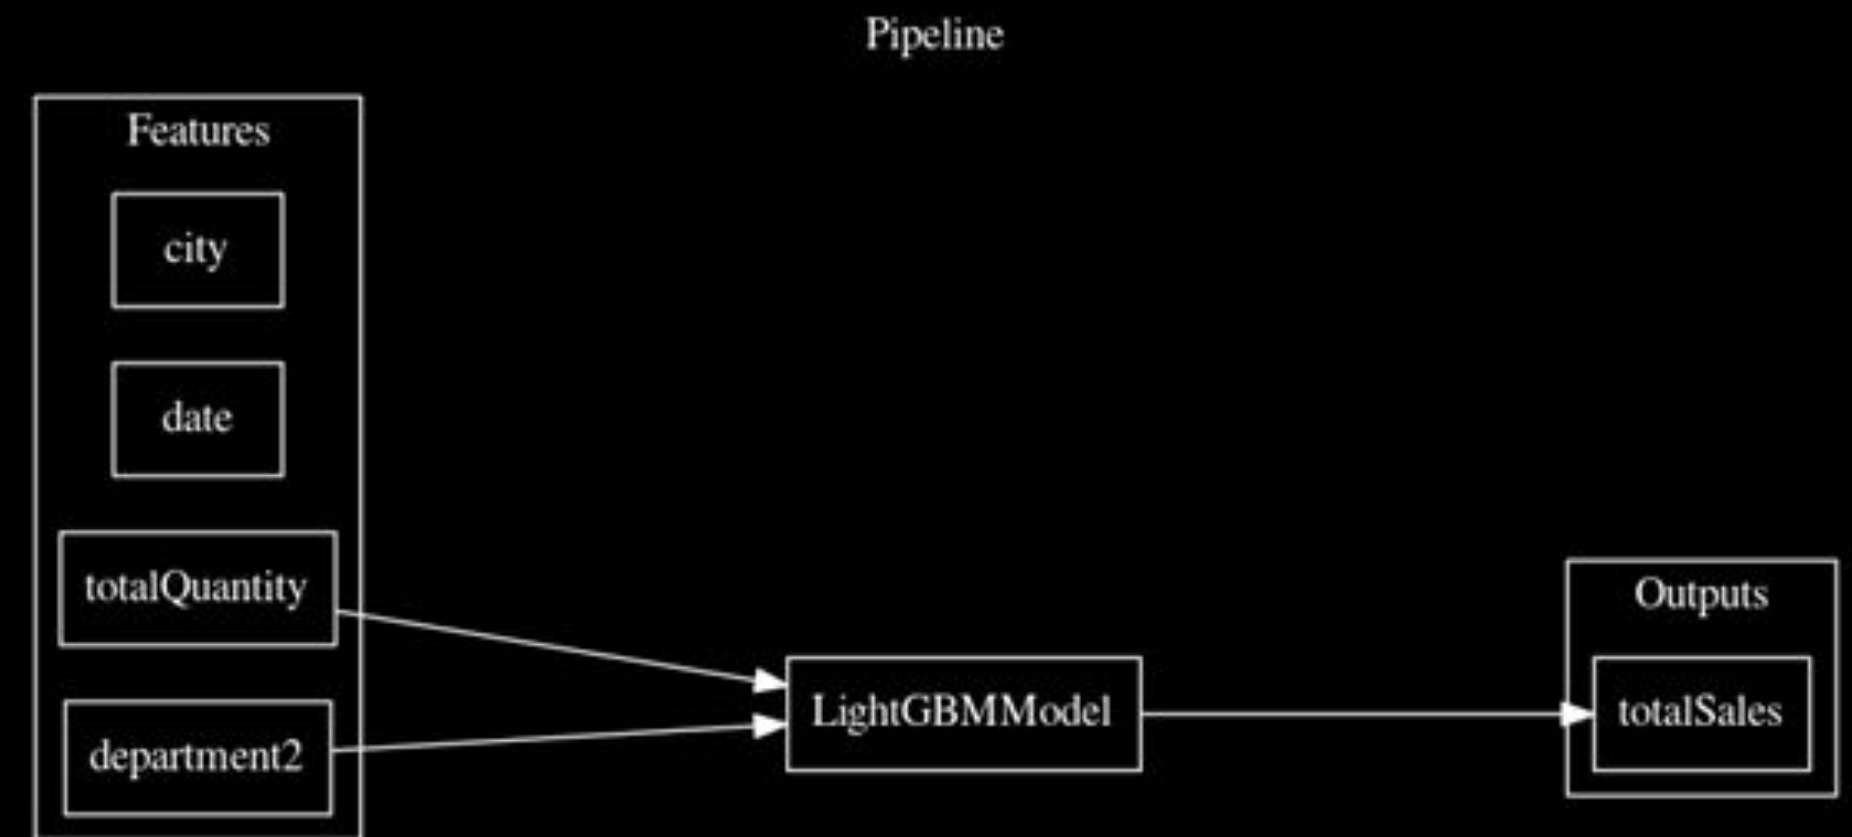 Pipeline
Features
city
date
totalQuantity
department2
LightGBMModel
Outputs
totalSales